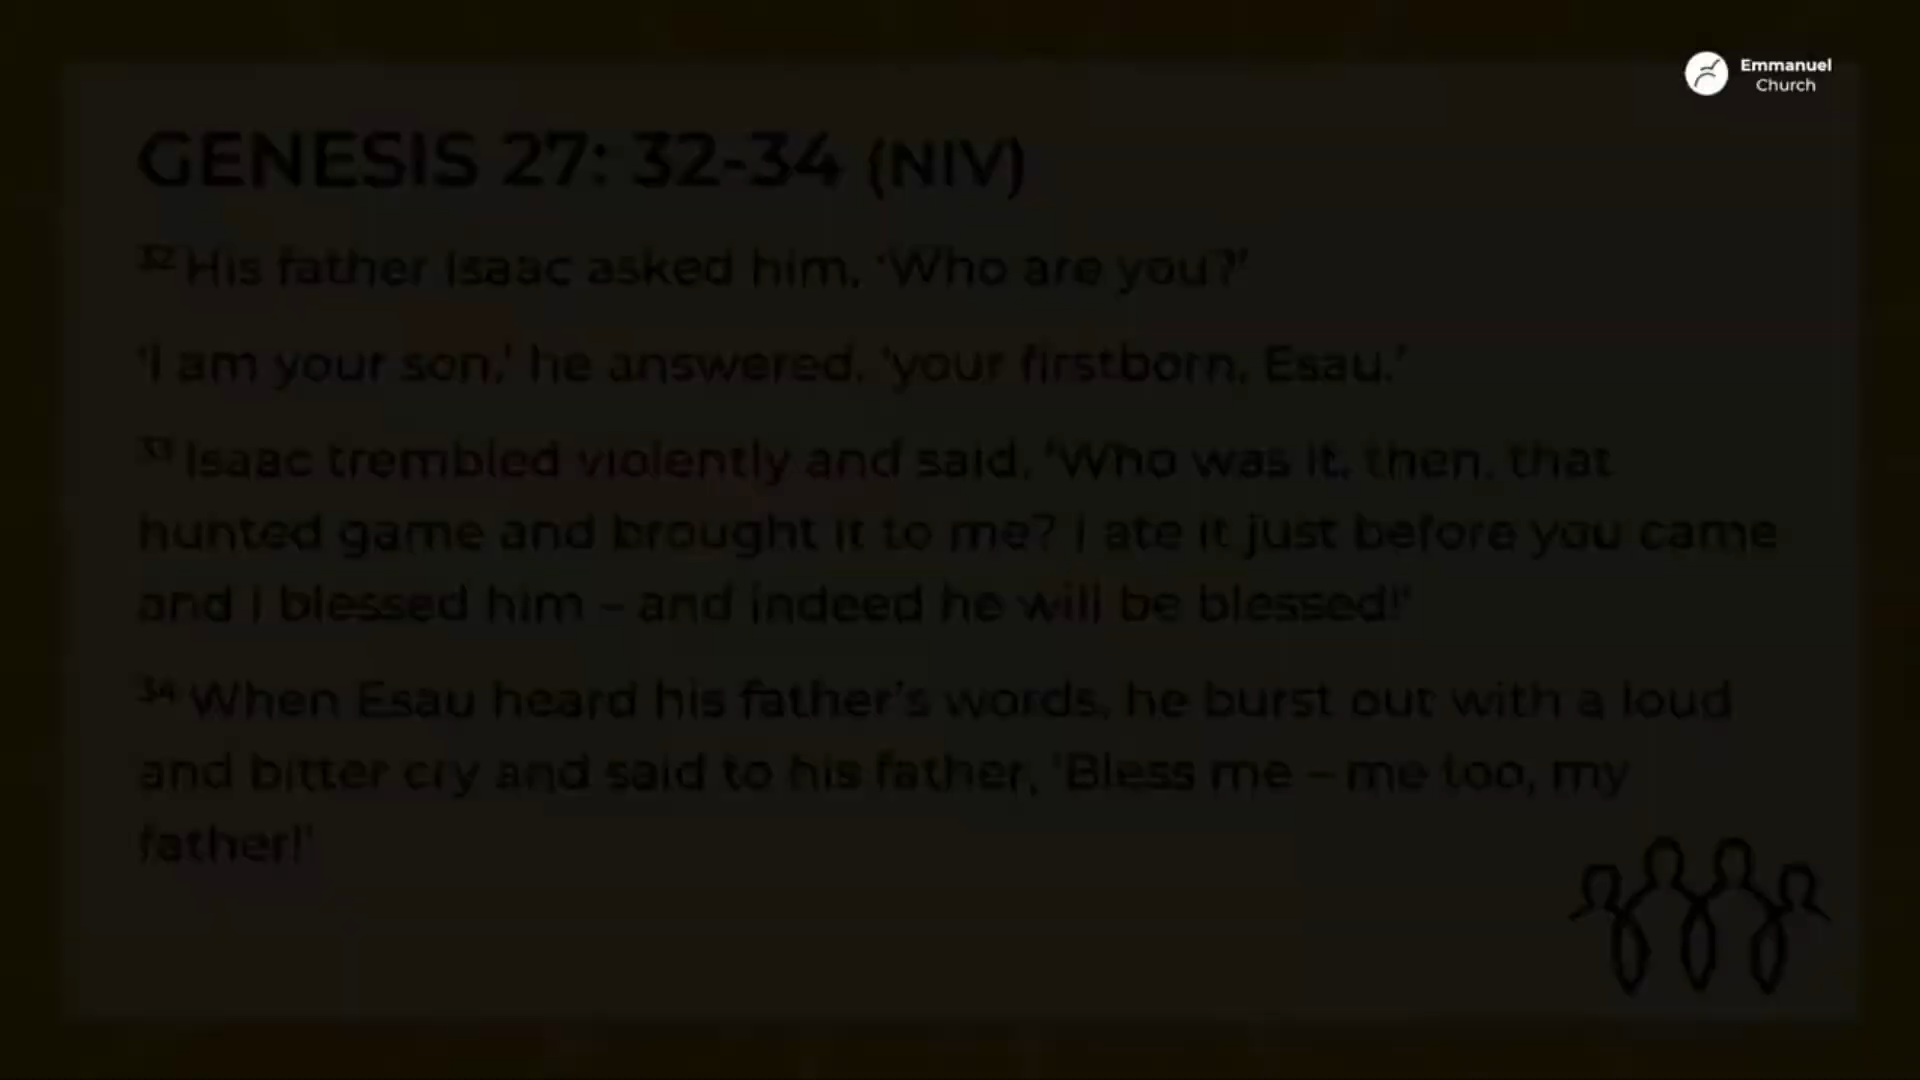 Emmanuel
Church
GENESIS 27: 32-34 (NIV)
32 His father Isaac asked him, ‘Who are you?’
‘I am your son,’ he answered, ‘your firstborn, Esau.’
33 Isaac trembled violently and said, ‘Who was it, then, that
hunted game and brought it to me? I ate it just before you came
and I blessed him – and indeed he will be blessed!’
34 When Esau heard his father’s words, he burst out with a loud
and bitter cry and said to his father, ‘Bless me – me too, my
father!’